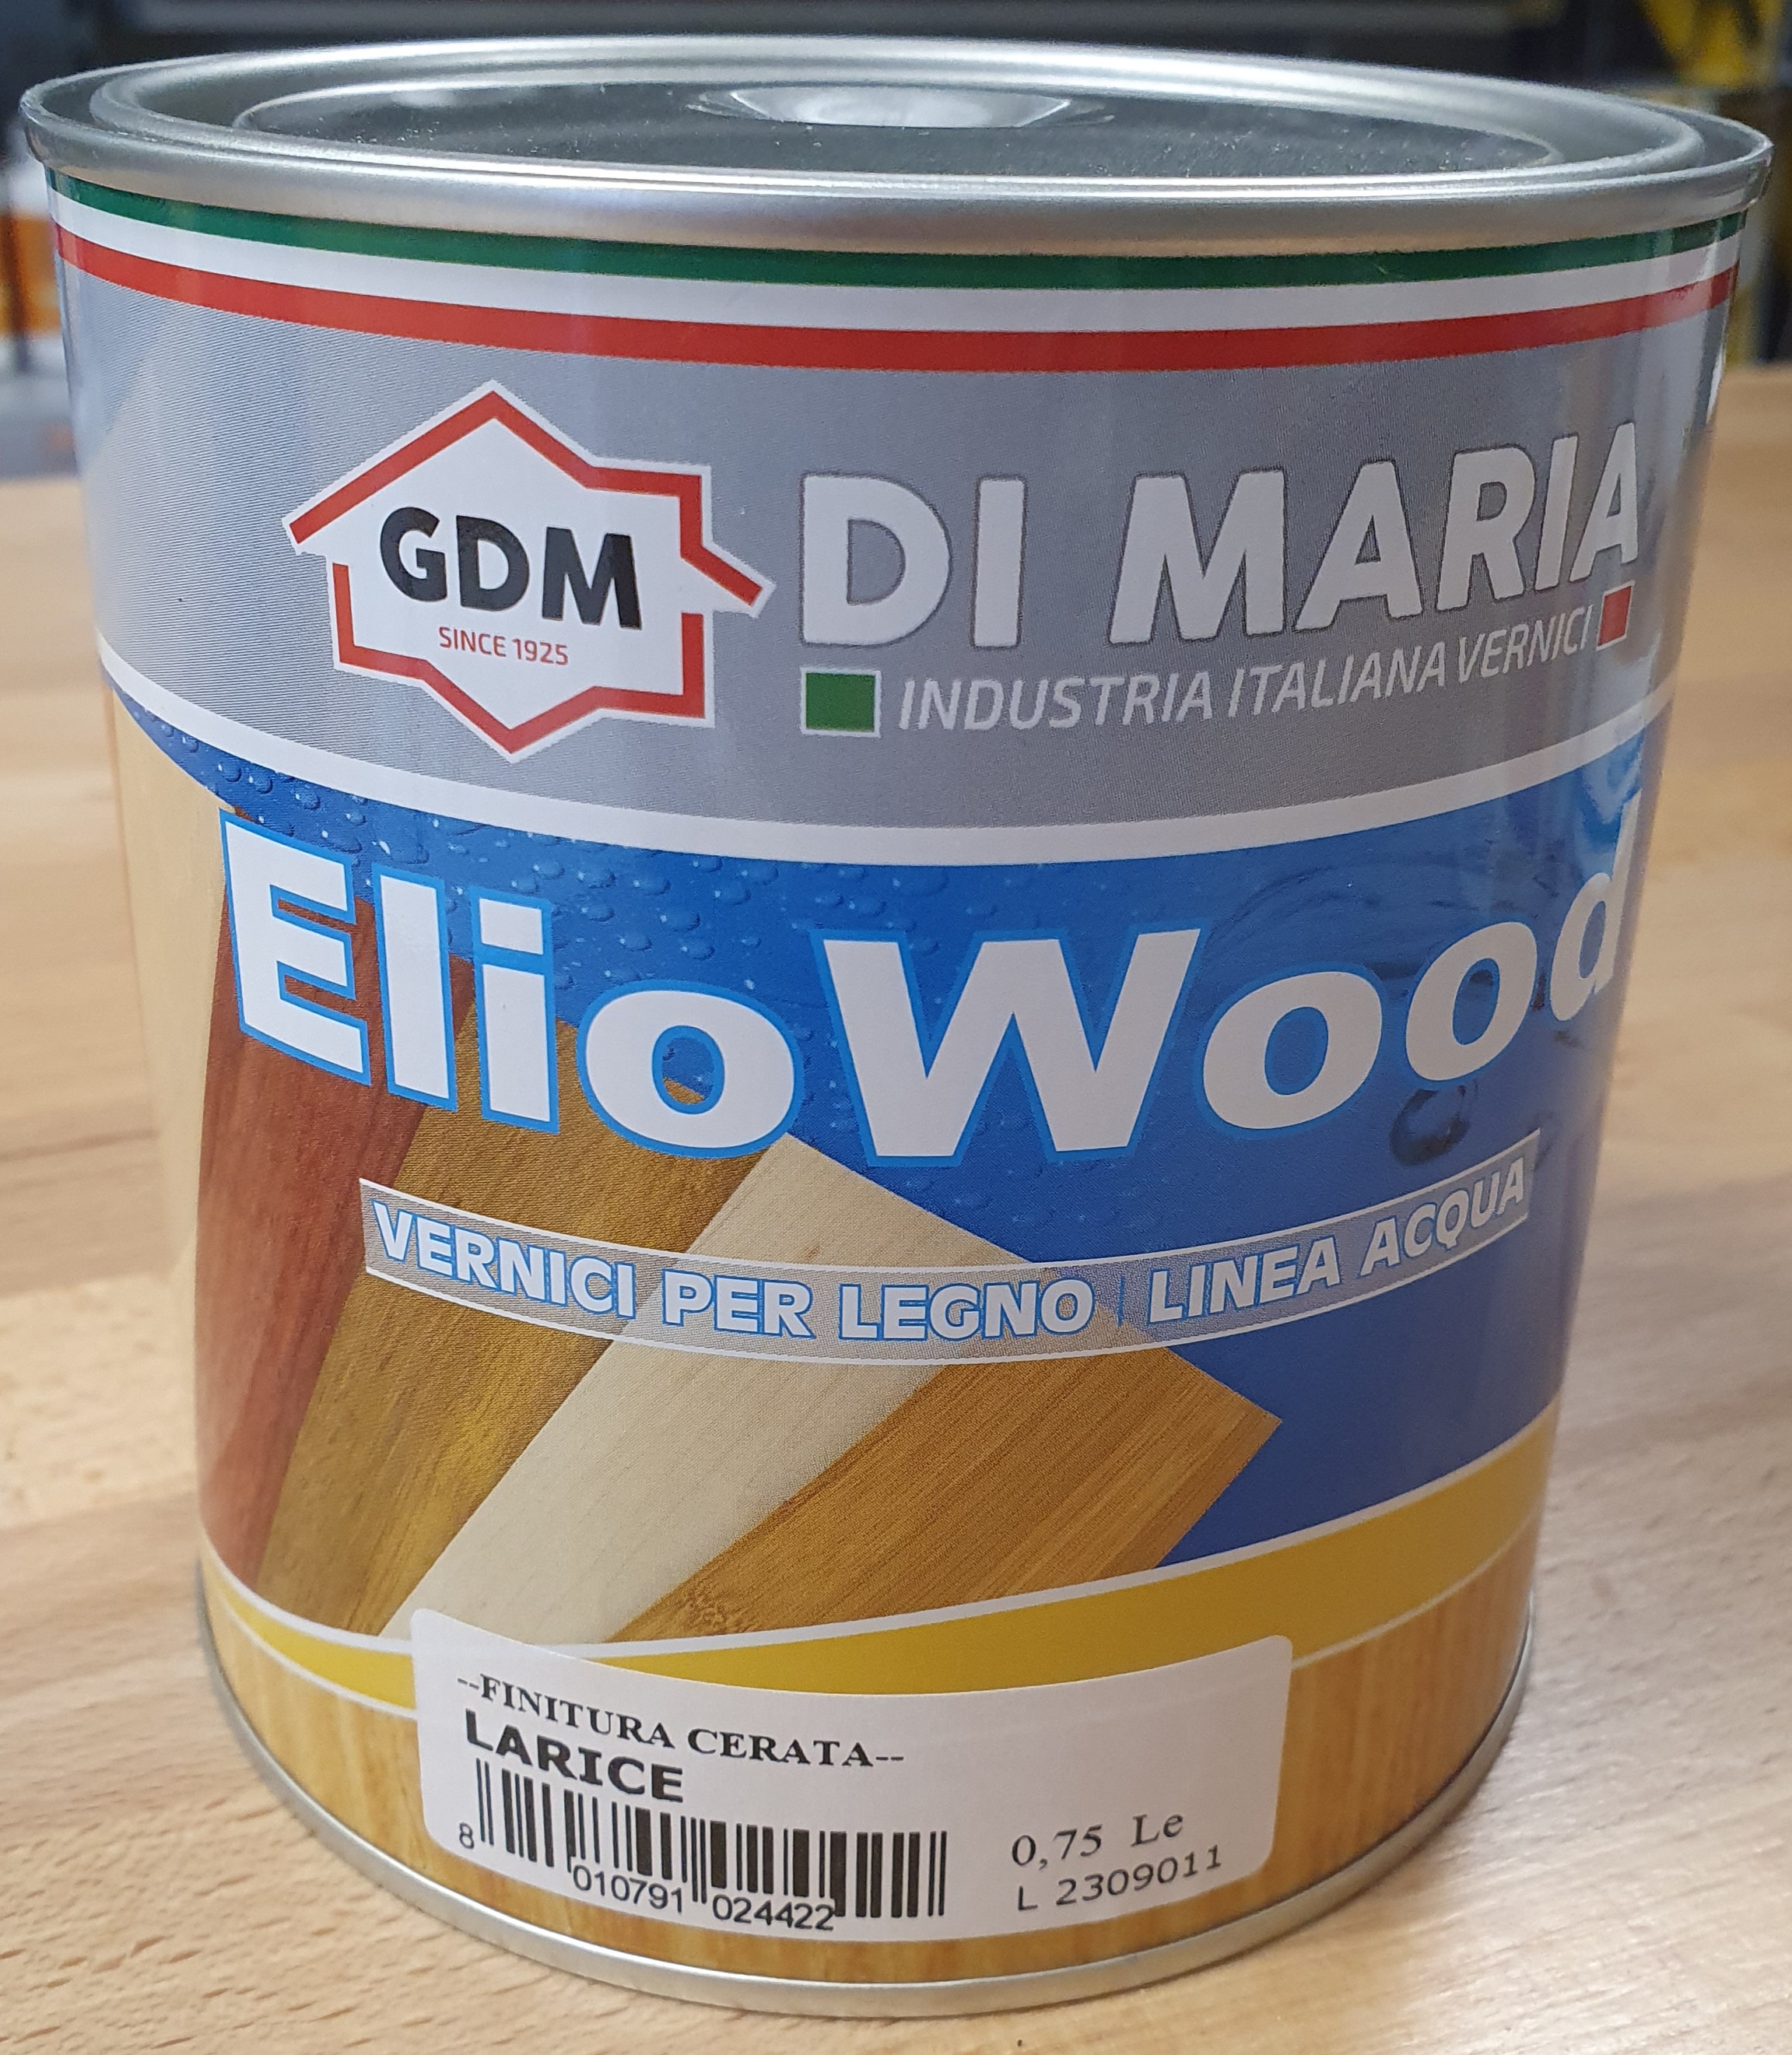 GDM
SINCE 1925
DI MARIA
INDUSTRIA ITALIANA VERNICI
ElioWood
VERNICI PER LEGNO | LINEA ACQUA
--FINITURA CERATA--
LARICE
8 010791 024422
0,75 Le
L 2309011